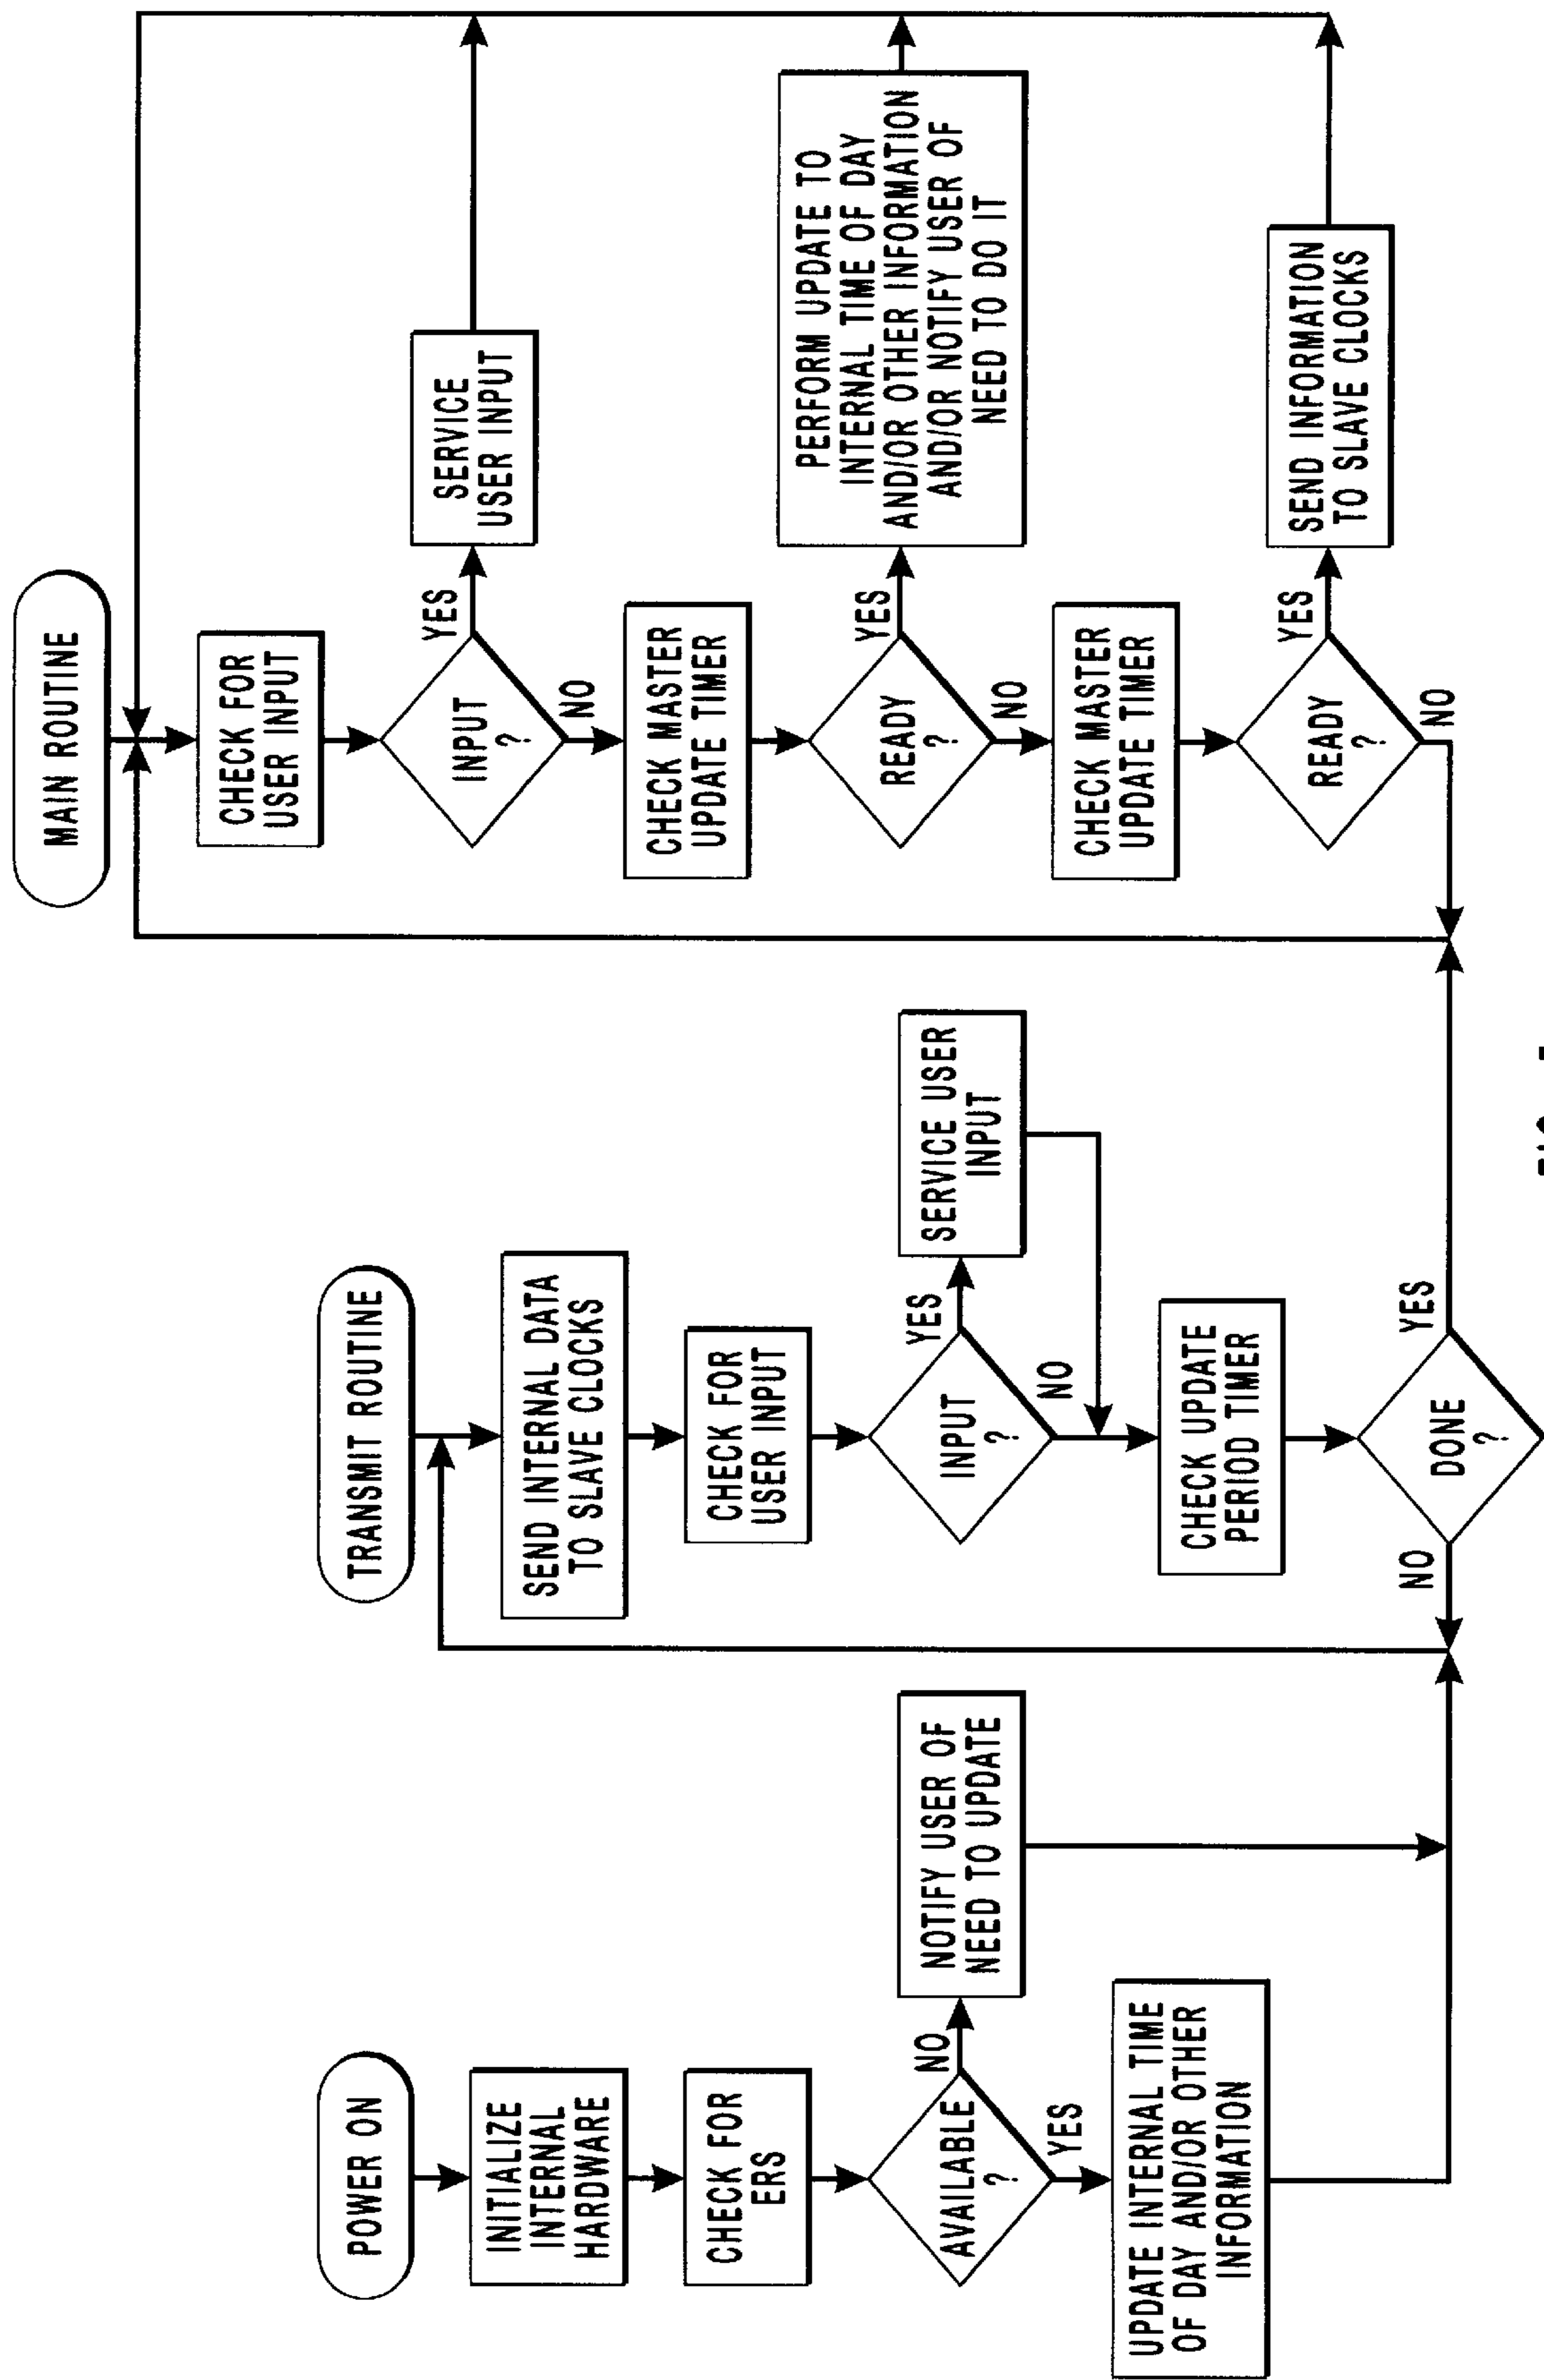 POWER ON
INITIALIZE
INTERNAL
HARDWARE
CHECK FOR
ERS
AVAILABLE
?
NO
YES
NOTIFY USER OF
NEED TO UPDATE
UPDATE INTERNAL TIME
OF DAY AND/OR OTHER
INFORMATION
TRANSMIT ROUTINE
SEND INTERNAL DATA
TO SLAVE CLOCKS
CHECK FOR
USER INPUT
INPUT
?
YES
NO
SERVICE USER
INPUT
CHECK UPDATE
PERIOD TIMER
DONE
?
NO
YES
MAIN ROUTINE
CHECK FOR
USER INPUT
INPUT
?
YES
NO
SERVICE
USER INPUT
CHECK MASTER
UPDATE TIMER
READY
?
YES
NO
PERFORM UPDATE TO
INTERNAL TIME OF DAY
AND/OR OTHER INFORMATION
AND/OR NOTIFY USER OF
NEED TO DO IT
CHECK MASTER
UPDATE TIMER
READY
?
YES
NO
SEND INFORMATION
TO SLAVE CLOCKS